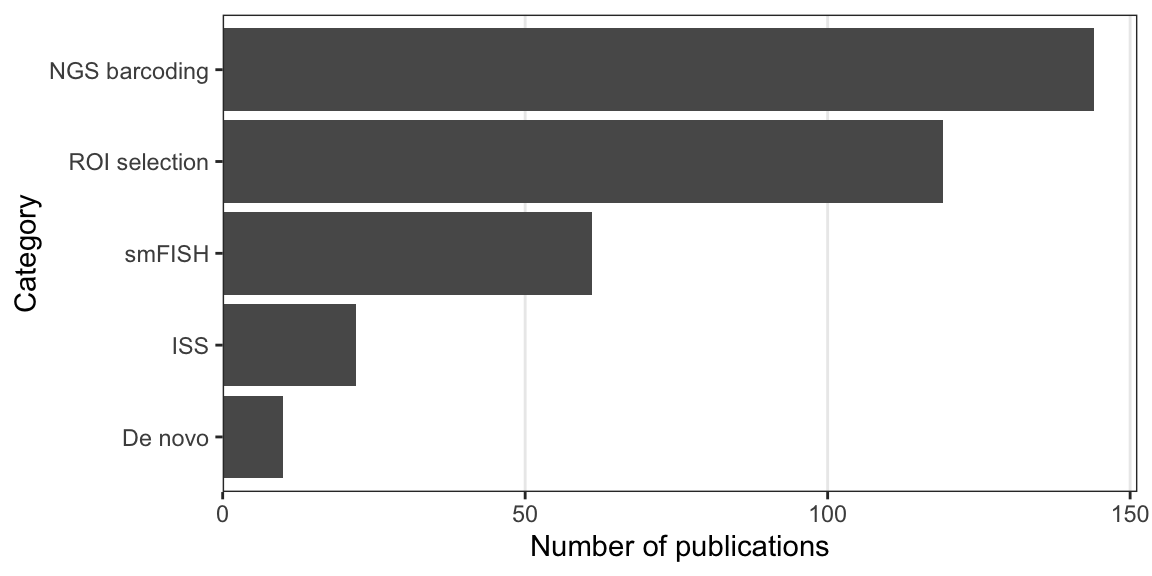 NGS barcoding
ROI selection
smFISH
ISS
De novo
Category
0 50 100 150
Number of publications